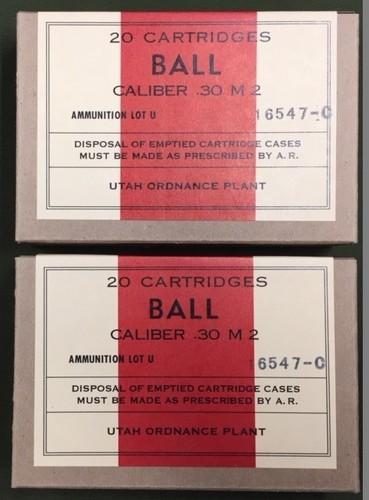 20 CARTRIDGES
BALL
CALIBER .30 M 2
AMMUNITION LOT U 16547-C
DISPOSAL OF EMPTIED CARTRIDGE CASES
MUST BE MADE AS PRESCRIBED BY A.R.
UTAH ORDNANCE PLANT
20 CARTRIDGES
BALL
CALIBER .30 M 2
AMMUNITION LOT U 16547-C
DISPOSAL OF EMPTIED CARTRIDGE CASES
MUST BE MADE AS PRESCRIBED BY A.R.
UTAH ORDNANCE PLANT